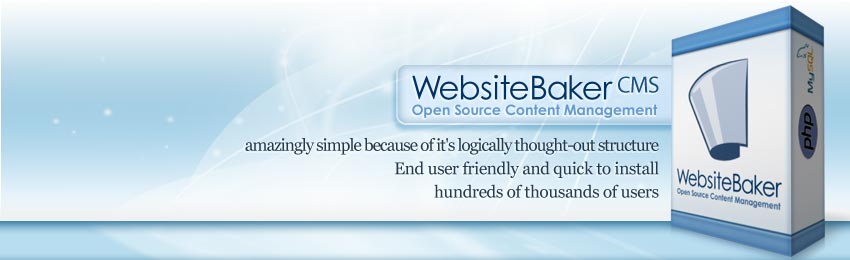 WebsiteBaker CMS
Open Source Content Management
amazingly simple because of it's logically thought-out structure
End user friendly and quick to install
hundreds of thousands of users
WebsiteBaker
Open Source Content Management
MySQL
php